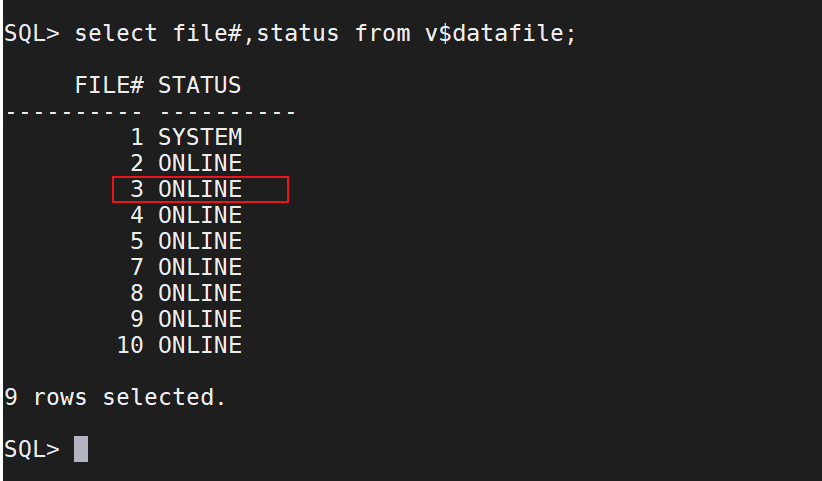 SQL> select file#,status from v$datafile;
FILE# STATUS
---------- ----------
1 SYSTEM
2 ONLINE
3 ONLINE
4 ONLINE
5 ONLINE
7 ONLINE
8 ONLINE
9 ONLINE
10 ONLINE
9 rows selected.
SQL>